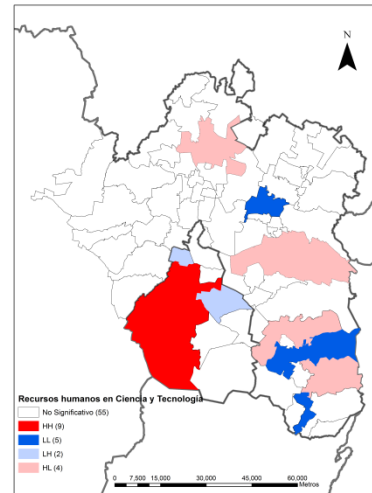 N
Recursos humanos en Ciencia y Tecnología
No Significativo (55)
HH (9)
LL (5)
LH (2)
HL (4)
0 7,500 15,000 30,000 45,000 60,000
Metros